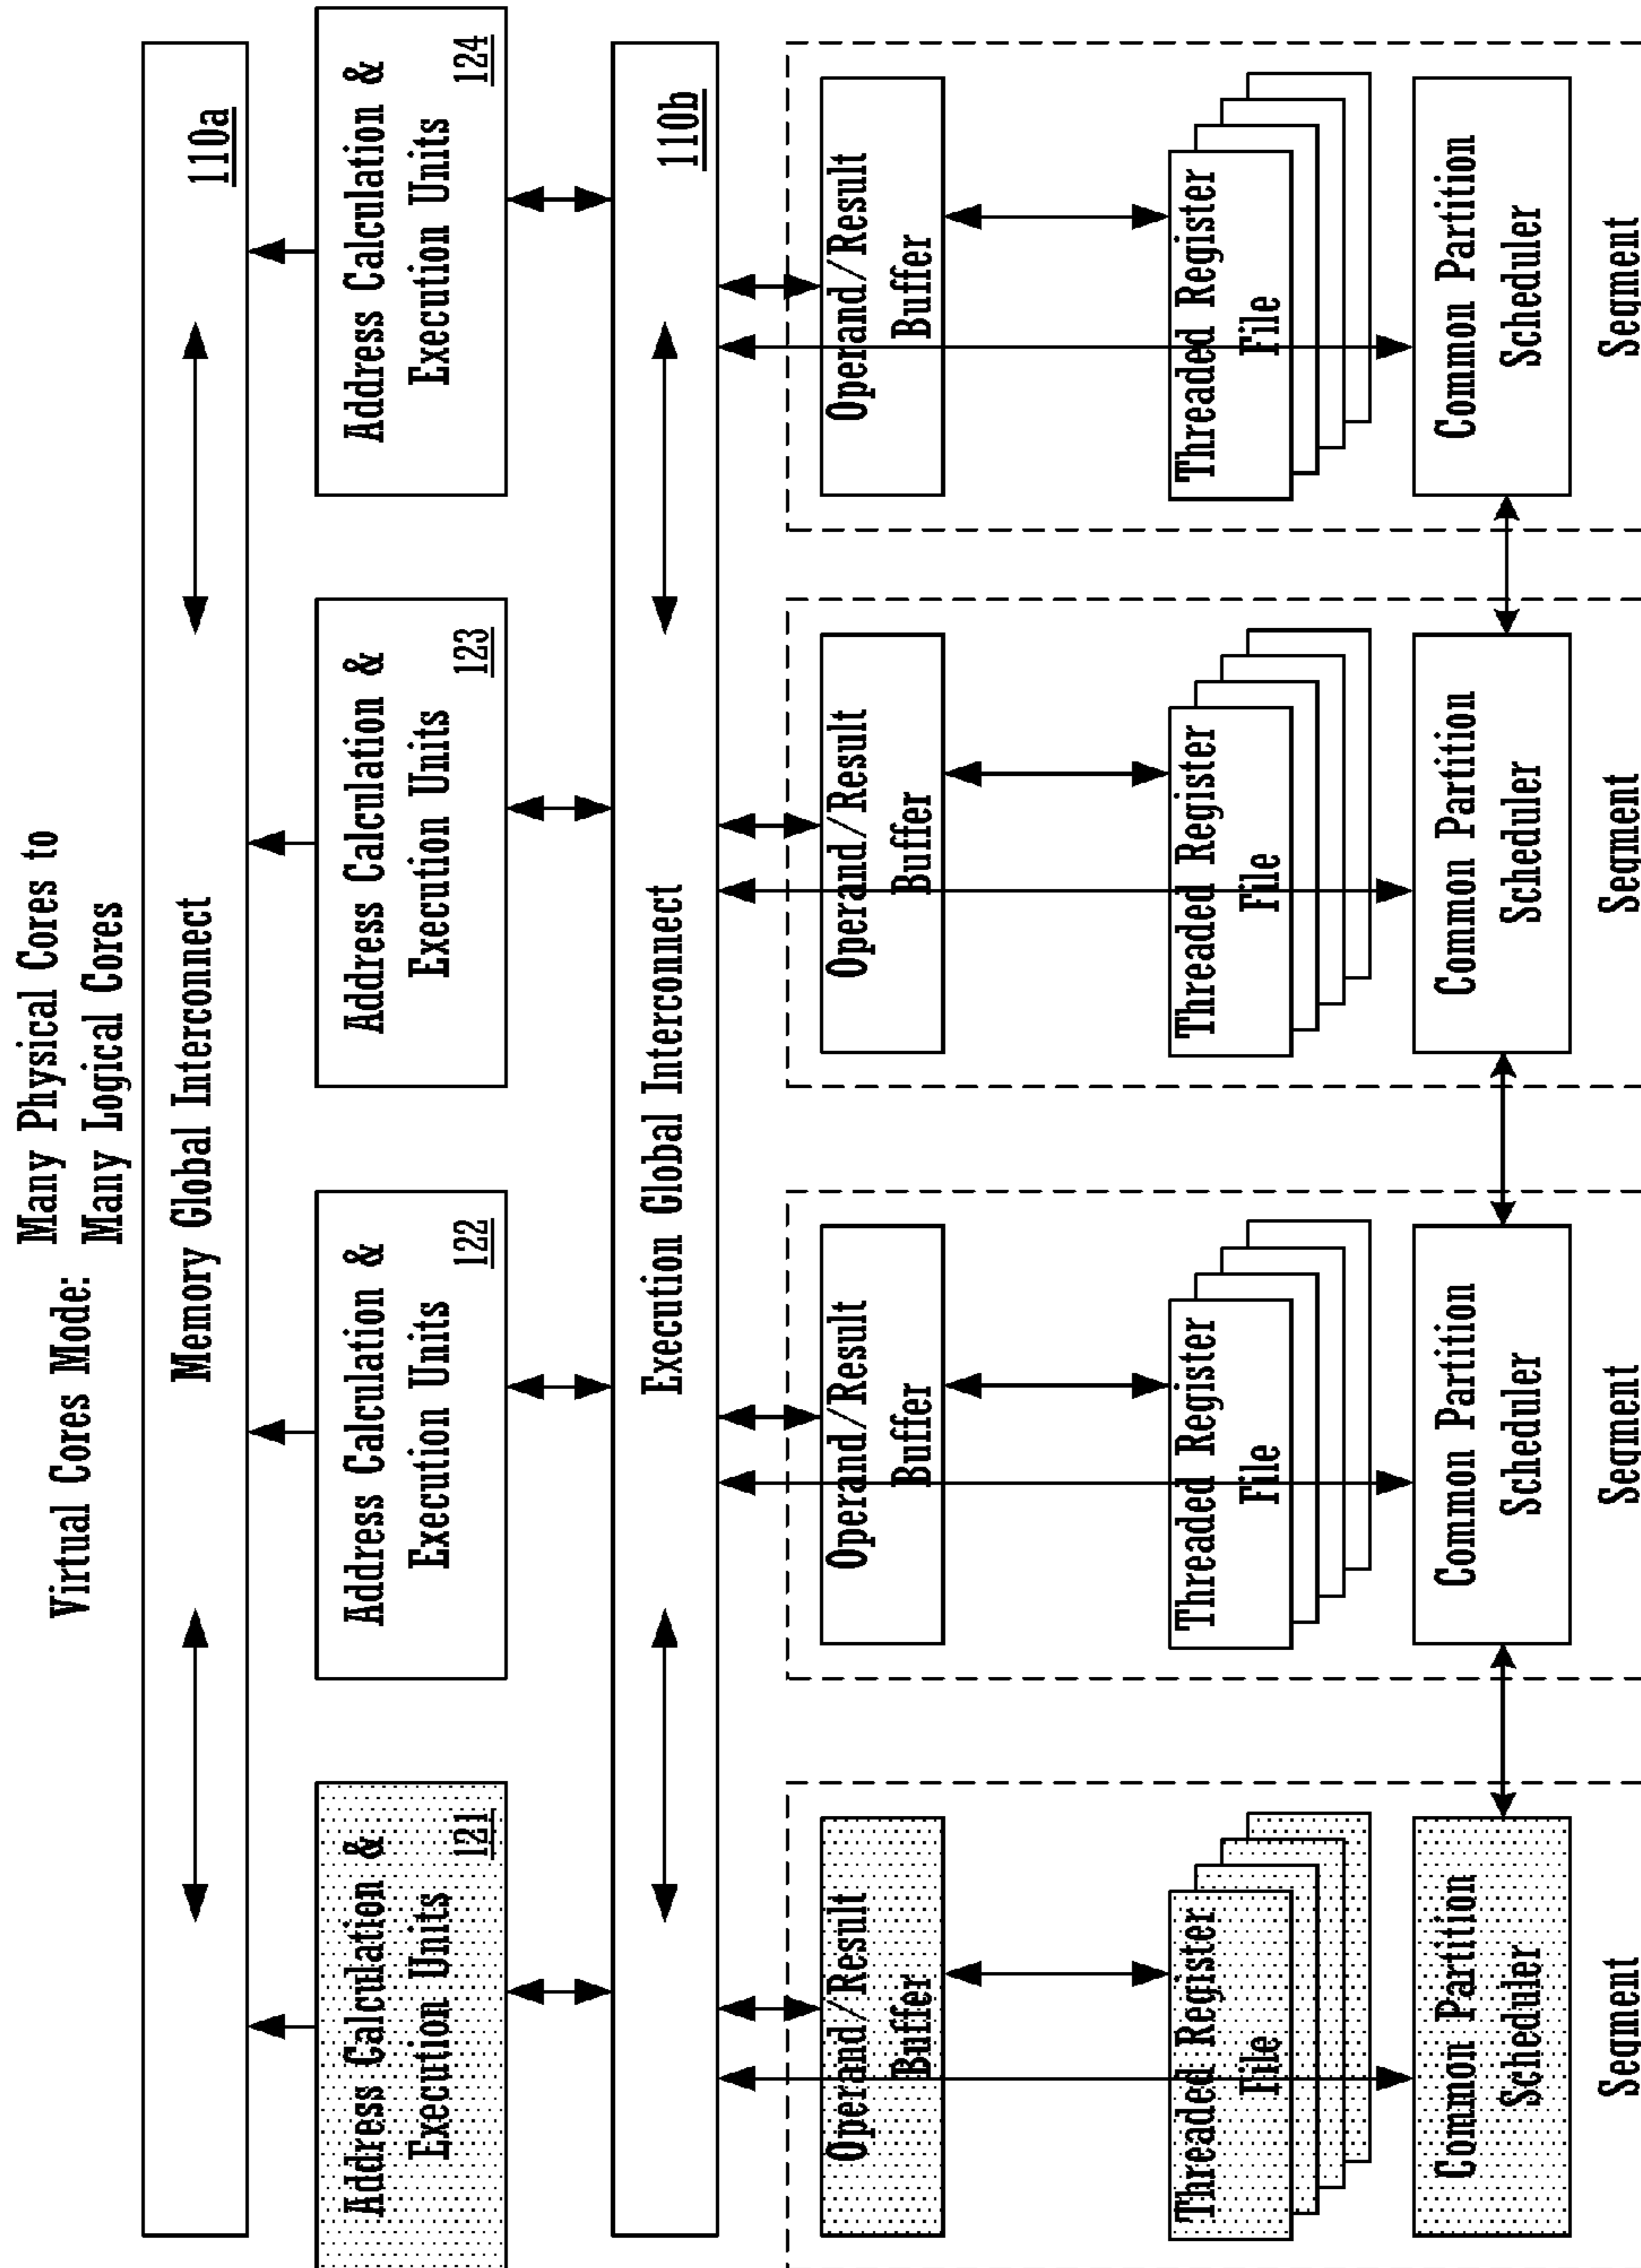 Virtual Cores Mode: Many Physical Cores to
Many Logical Cores
Memory Global Interconnect 110a
Address Calculation &
Execution Units
121
Address Calculation &
Execution Units
122
Address Calculation &
Execution Units
123
Address Calculation &
Execution Units
124
Execution Global Interconnect 110b
Operand/Result
Buffer
Operand/Result
Buffer
Operand/Result
Buffer
Operand/Result
Buffer
Threaded Register
File
Threaded Register
File
Threaded Register
File
Threaded Register
File
Common Partition
Scheduler
Common Partition
Scheduler
Common Partition
Scheduler
Common Partition
Scheduler
Segment
Segment
Segment
Segment